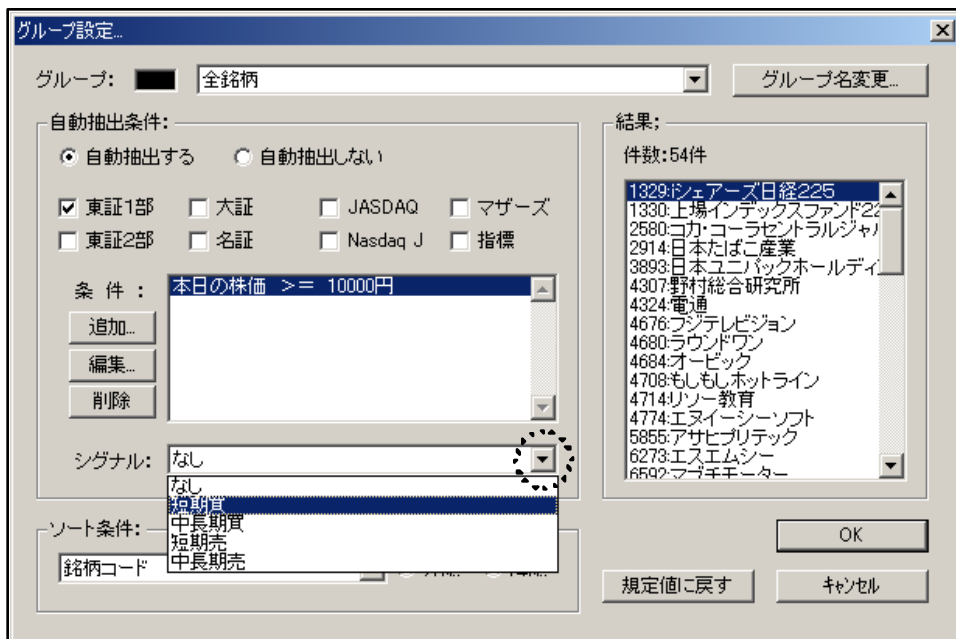 グループ設定...
グループ: 全銘柄 グループ名変更...
自動抽出条件:
自動抽出する 自動抽出しない
東証1部 大証 JASDAQ マザーズ
東証2部 名証 Nasdaq J 指標
条 件 :
本日の株価 >= 10000円
追加...
編集...
削除
シグナル: なし
なし
短期買
中長期買
短期売
中長期売
ソート条件:
銘柄コード
結果;
件数:54件
1329:iシェアーズ日経225
1330:上場インデックスファンド22
2580:コカ・コーラセントラルジャパ
2914:日本たばこ産業
3893:日本ユニパックホールディ
4307:野村総合研究所
4324:電通
4676:フジテレビジョン
4680:ラウンドワン
4684:オービック
4708:もしもしホットライン
4714:リソー教育
4774:エヌイーシーソフト
5855:アサヒプリテック
6273:エスエムシー
6592:マブチモーター
OK
規定値に戻す キャンセル